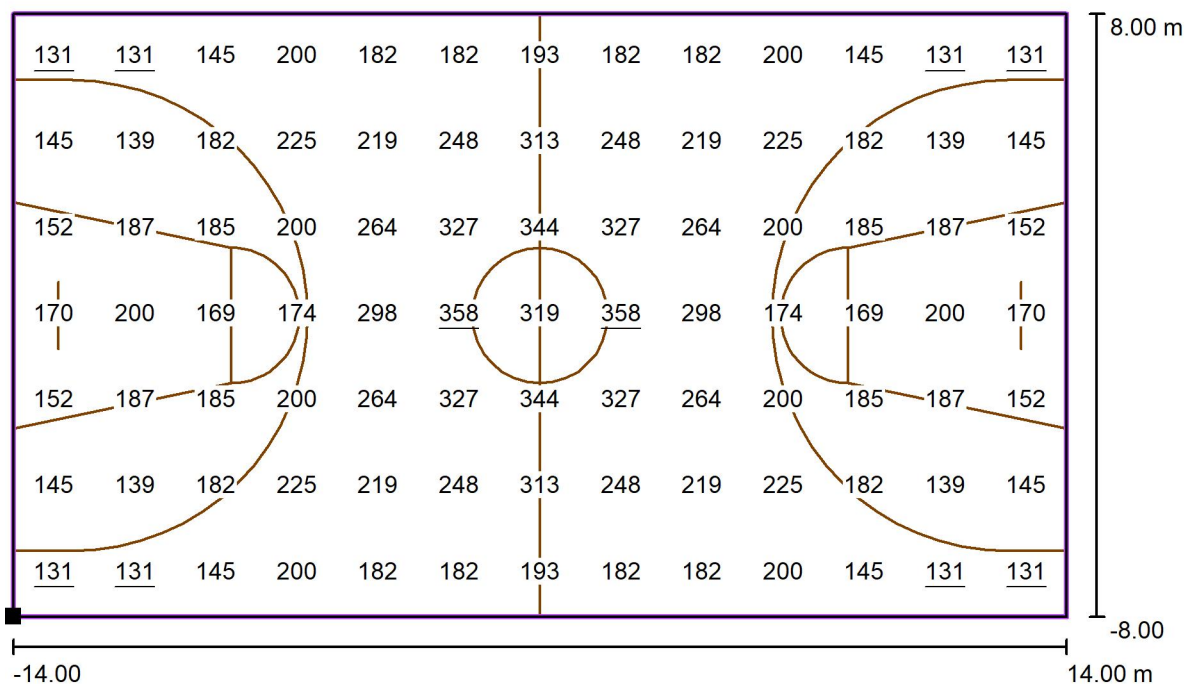 8.00 m
131 131 145 200 182 182 193 182 182 200 145 131 131
145 139 182 225 219 248 313 248 219 225 182 139 145
152 187 185 200 264 327 344 327 264 200 185 187 152
170 200 169 174 298 358 319 358 298 174 169 200 170
152 187 185 200 264 327 344 327 264 200 185 187 152
145 139 182 225 219 248 313 248 219 225 182 139 145
131 131 145 200 182 182 193 182 182 200 145 131 131
-8.00
-14.00 14.00 m